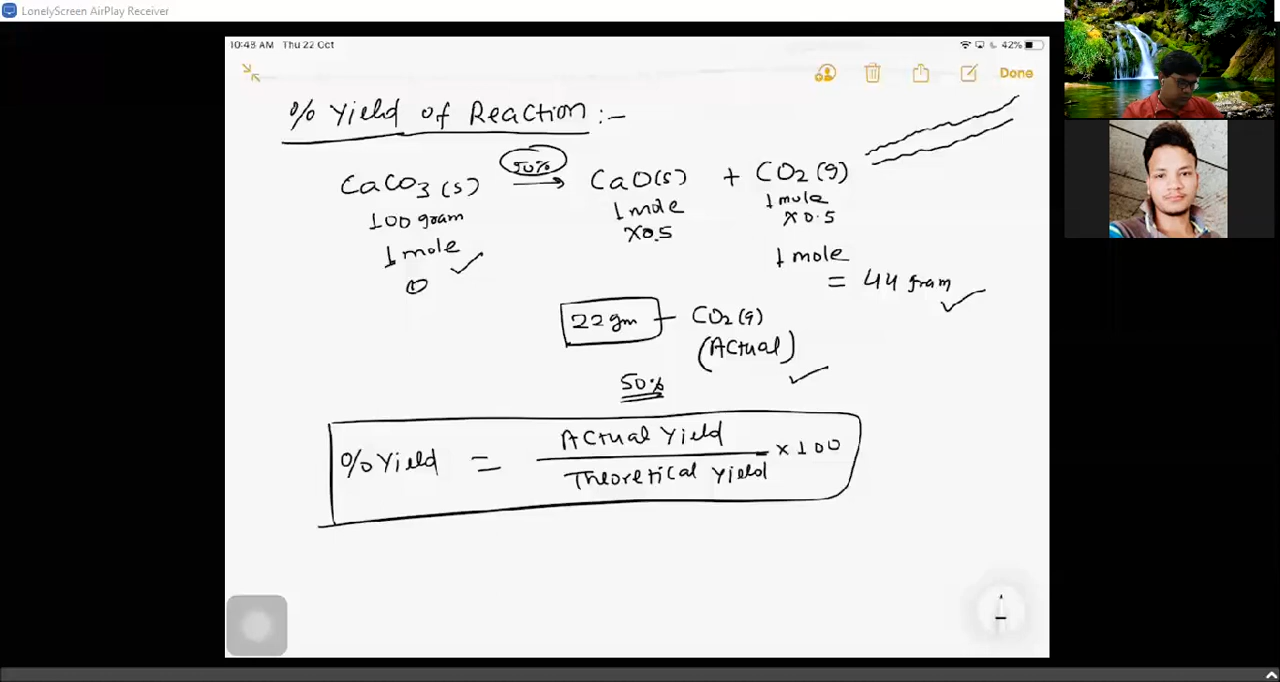 LonelyScreen AirPlay Receiver
10:43 AM Thu 22 Oct
42%
Done
% Yield of Reaction :-
CaCO3 (s) 50% → CaO(s) + CO2 (g)
100 gram 1 mole 1 mole
1 mole X0.5 X 0.5
0 1 mole
= 44 gram
22 gm - CO2 (g)
(Actual)
50%
% Yield = Actual Yield / Theoretical Yield x 100